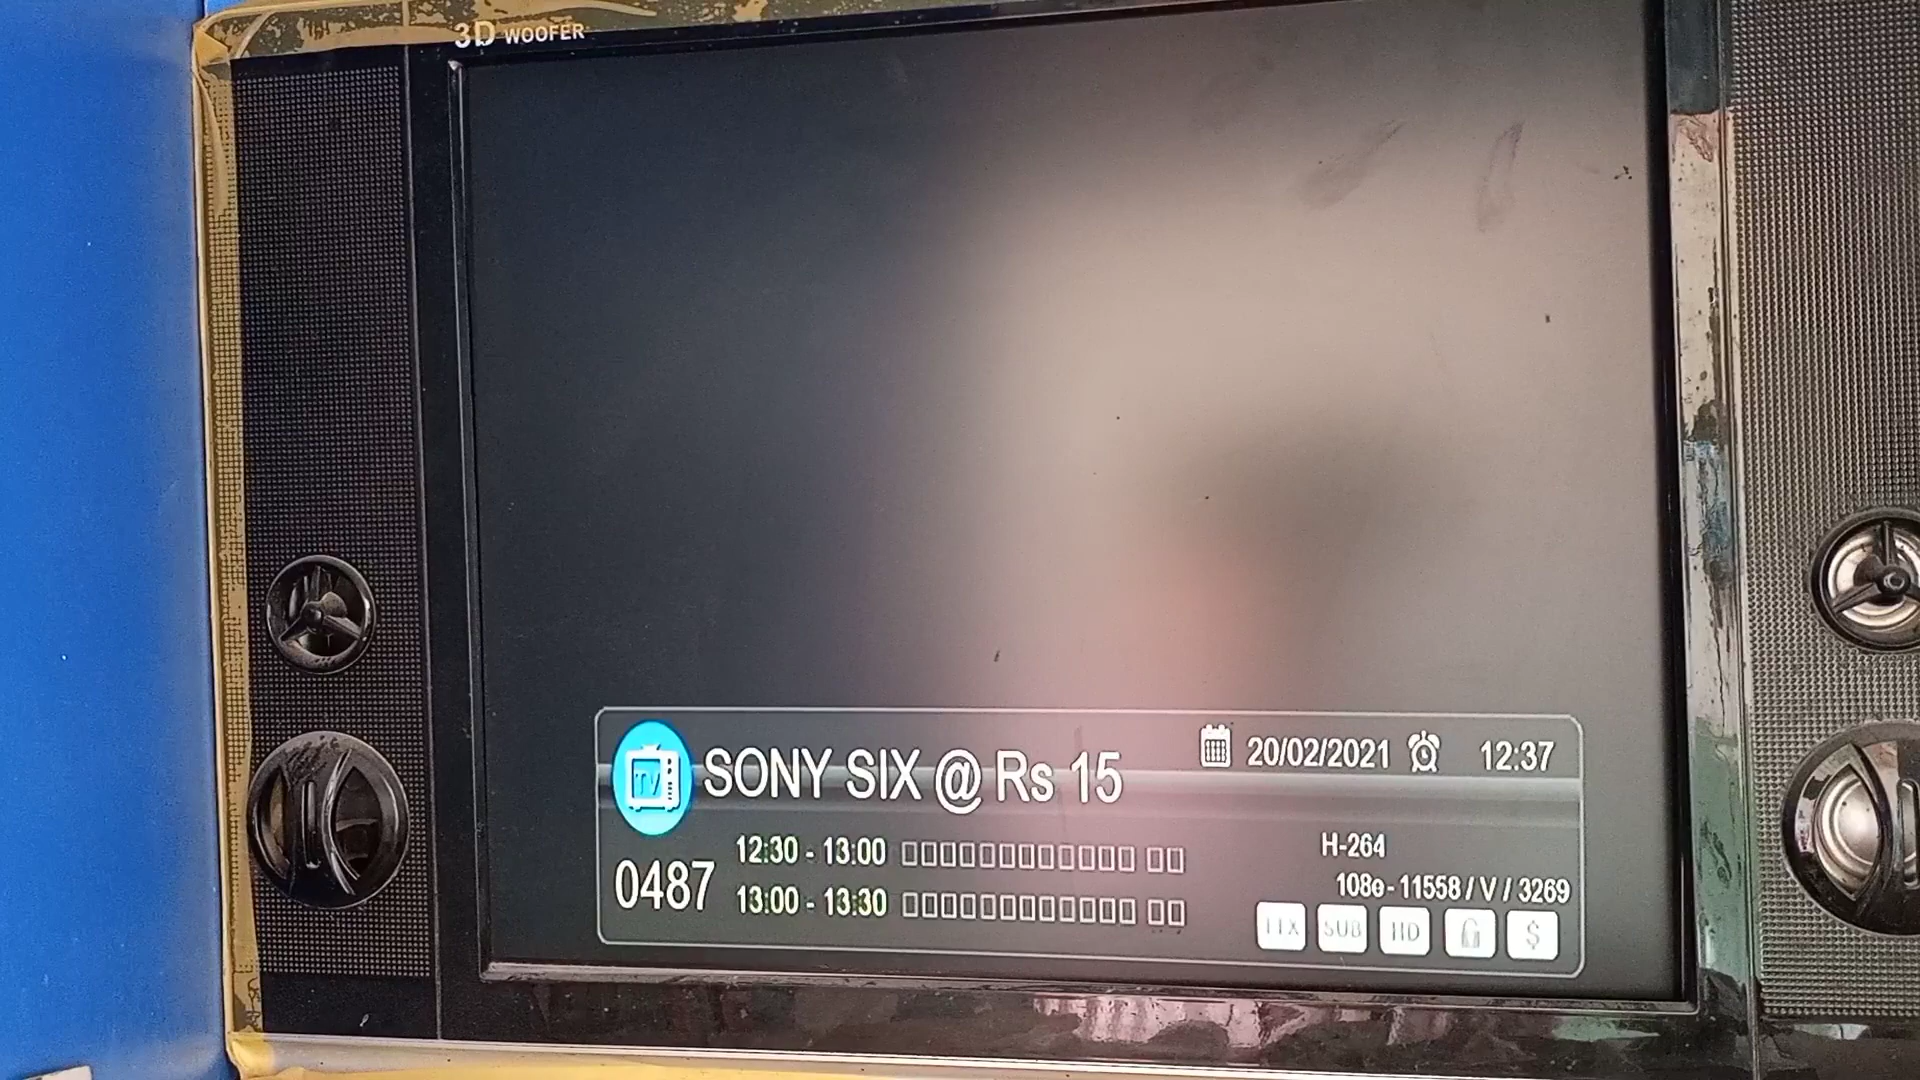 3D WOOFER
TV
SONY SIX @ Rs 15
20/02/2021
12:37
0487
12:30 - 13:00
13:00 - 13:30
H-264
108e - 11558 / V / 3269
TTX SUB HD $